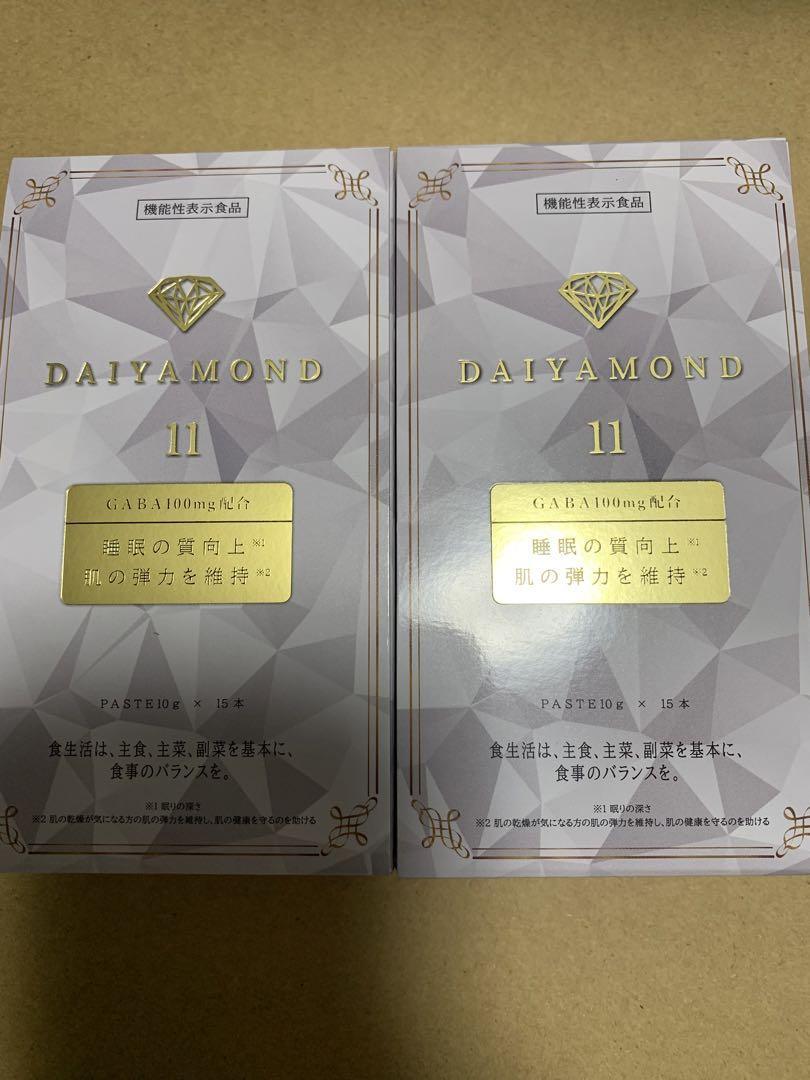 機能性表示食品
DAIYAMOND
11
GABA100mg配合
睡眠の質向上※1
肌の弾力を維持※2
PASTE10g × 15本
食生活は、主食、主菜、副菜を基本に、
食事のバランスを。
※1 眠りの深さ
※2 肌の乾燥が気になる方の肌の弾力を維持し、肌の健康を守るのを助ける
機能性表示食品
DAIYAMOND
11
GABA100mg配合
睡眠の質向上※1
肌の弾力を維持※2
PASTE10g × 15本
食生活は、主食、主菜、副菜を基本に、
食事のバランスを。
※1 眠りの深さ
※2 肌の乾燥が気になる方の肌の弾力を維持し、肌の健康を守るのを助ける